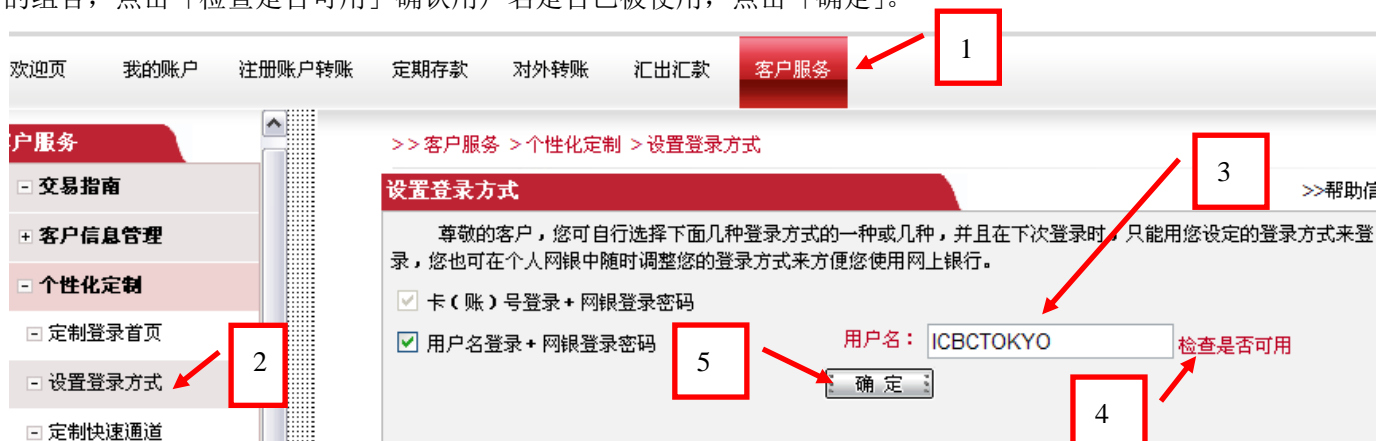 的组合，点击「检查是否可用」确认用户名是否已被使用，点击「确定」。
1
欢迎页 我的账户 注册账户转账 定期存款 对外转账 汇出汇款 客户服务
户服务
>>客户服务 >个性化定制 >设置登录方式
3
- 交易指南
设置登录方式
>>帮助信
+ 客户信息管理
尊敬的客户，您可自行选择下面几种登录方式的一种或几种，并且在下次登录时，只能用您设定的登录方式来登
录，您也可在个人网银中随时调整您的登录方式来方便您使用网上银行。
- 个性化定制
卡(账)号登录+网银登录密码
- 定制登录首页
2
用户名登录+网银登录密码
5
用户名： ICBCTOKYO 检查是否可用
- 设置登录方式
确 定
4
- 定制快速通道